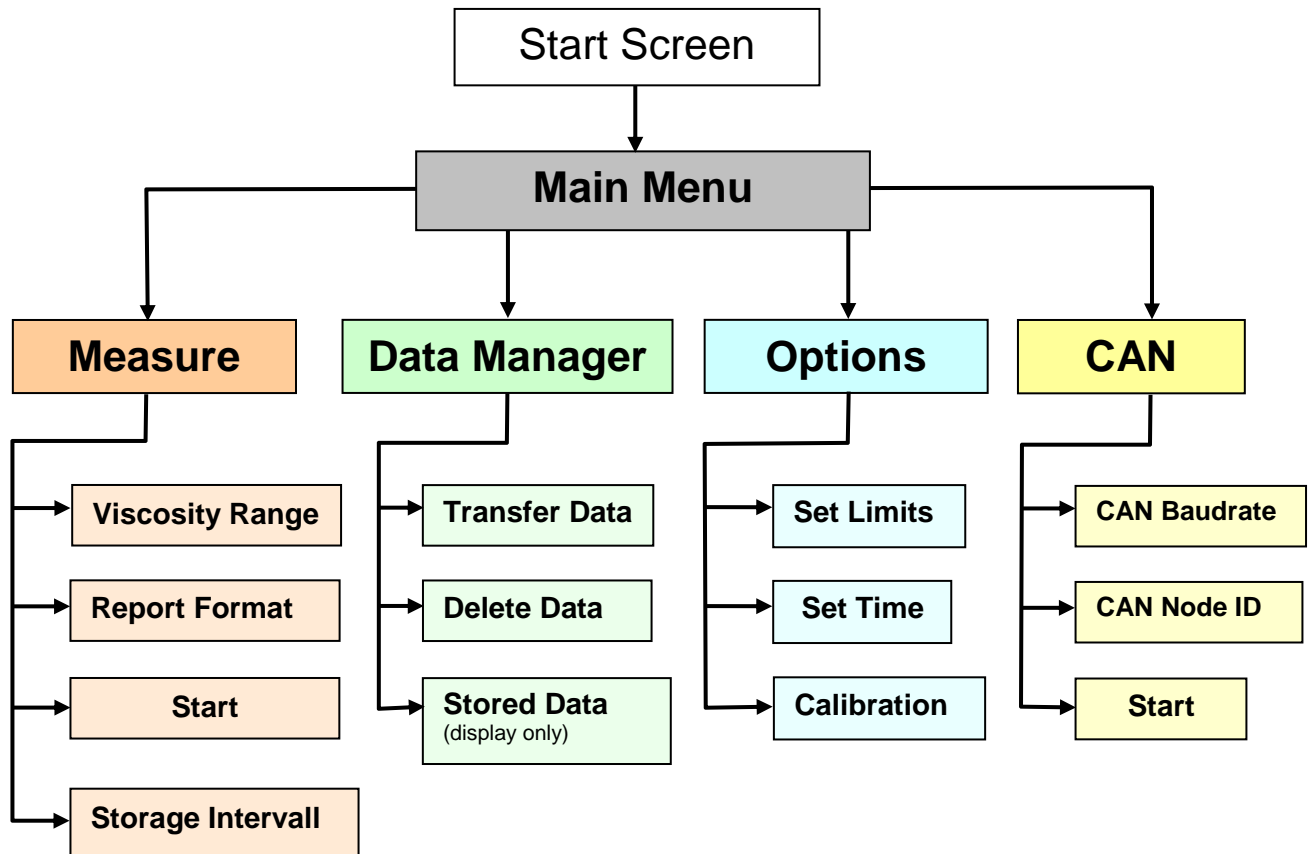 Start Screen
Main Menu
Measure
Data Manager
Options
CAN
Viscosity Range
Report Format
Start
Storage Intervall
Transfer Data
Delete Data
Stored Data
(display only)
Set Limits
Set Time
Calibration
CAN Baudrate
CAN Node ID
Start